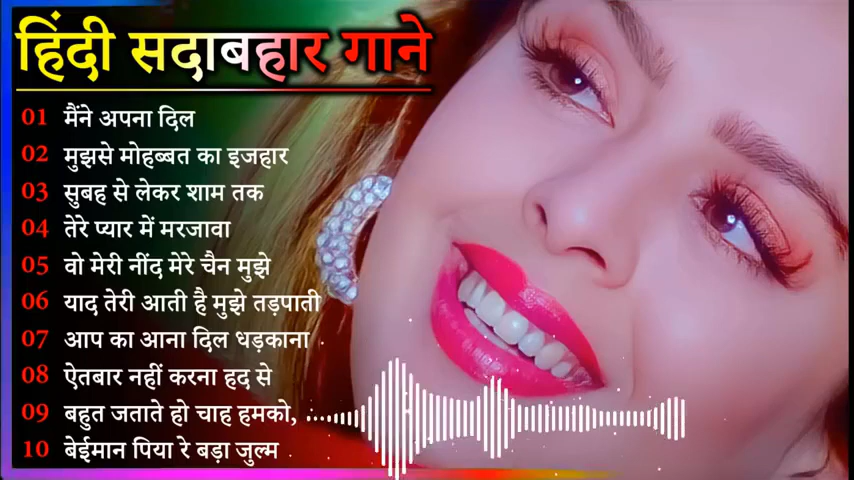 हिंदी सदाबहार गाने
01 मैंने अपना दिल
02 मुझसे मोहब्बत का इजहार
03 सुबह से लेकर शाम तक
04 तेरे प्यार में मरजावा
05 वो मेरी नींद मेरे चैन मुझे
06 याद तेरी आती है मुझे तड़पाती
07 आप का आना दिल धड़काना
08 ऐतबार नहीं करना हद से
09 बहुत जताते हो चाह हमको,
10 बेईमान पिया रे बड़ा जुल्म